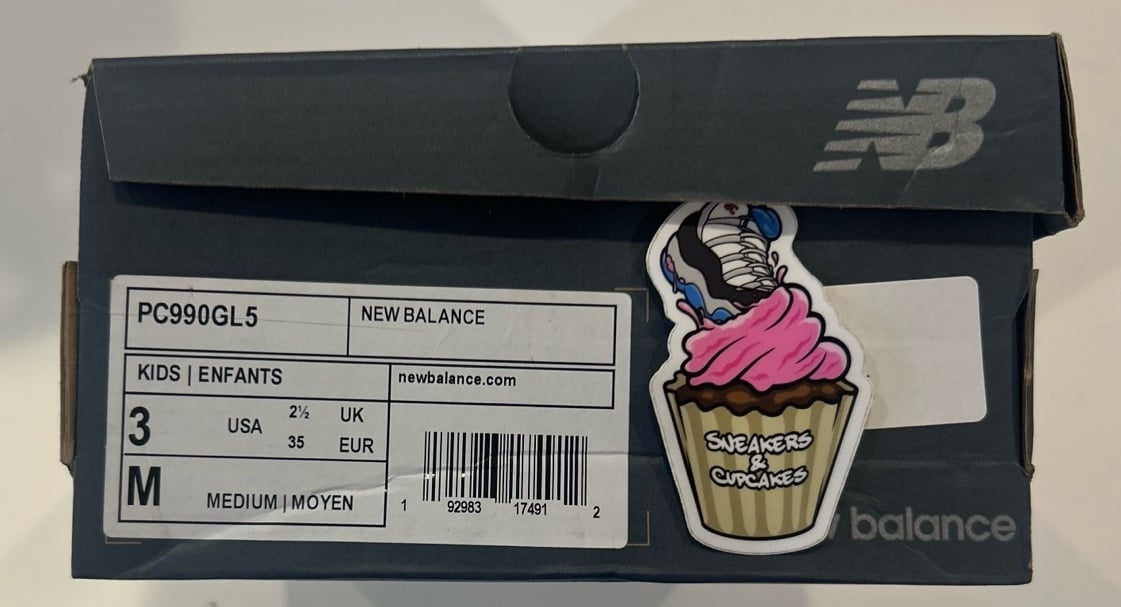 NB
PC990GL5
NEW BALANCE
KIDS | ENFANTS
newbalance.com
3
USA
2½ UK
35 EUR
M
MEDIUM | MOYEN
1 92983 17491 2
SNEAKERS
&
CUPCAKES
balance